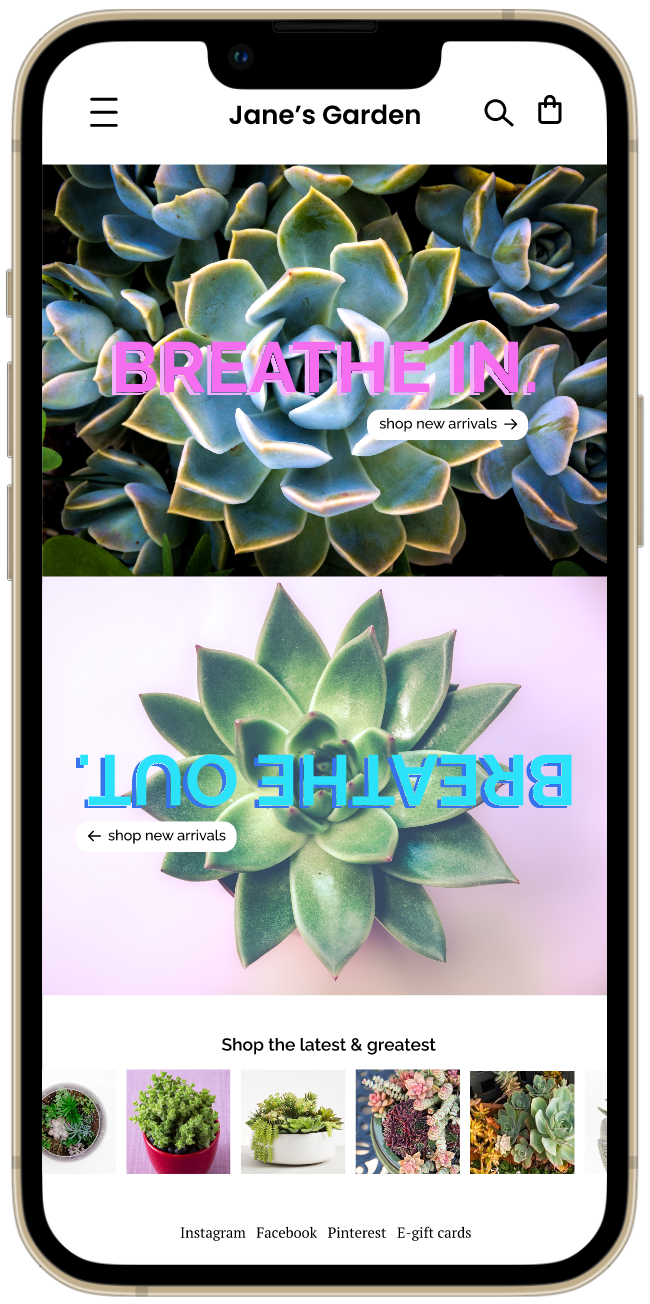 Jane's Garden
BREATHE IN.
shop new arrivals →
BREATHE OUT.
← shop new arrivals
Shop the latest & greatest
Instagram Facebook Pinterest E-gift cards